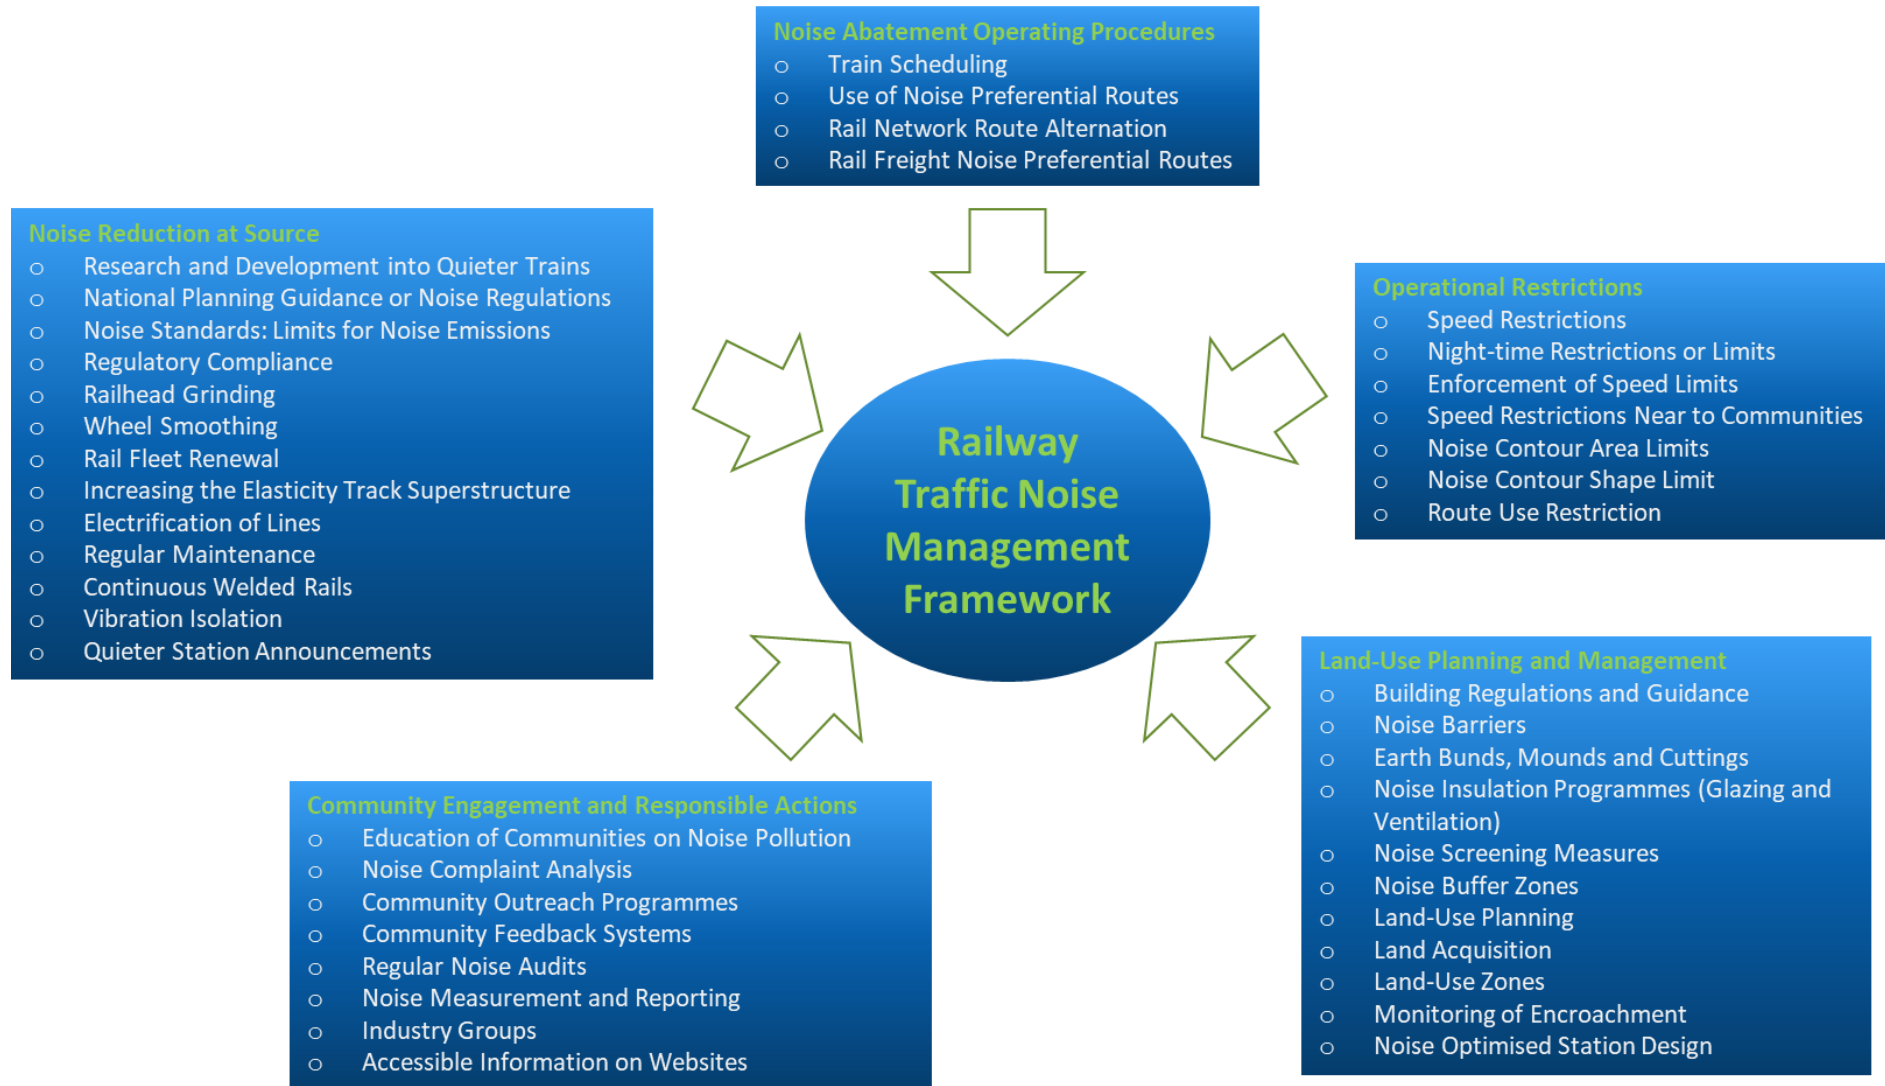 Noise Abatement Operating Procedures
o Train Scheduling
o Use of Noise Preferential Routes
o Rail Network Route Alternation
o Rail Freight Noise Preferential Routes
Noise Reduction at Source
o Research and Development into Quieter Trains
o National Planning Guidance or Noise Regulations
o Noise Standards: Limits for Noise Emissions
o Regulatory Compliance
o Railhead Grinding
o Wheel Smoothing
o Rail Fleet Renewal
o Increasing the Elasticity Track Superstructure
o Electrification of Lines
o Regular Maintenance
o Continuous Welded Rails
o Vibration Isolation
o Quieter Station Announcements
Operational Restrictions
o Speed Restrictions
o Night-time Restrictions or Limits
o Enforcement of Speed Limits
o Speed Restrictions Near to Communities
o Noise Contour Area Limits
o Noise Contour Shape Limit
o Route Use Restriction
Railway
Traffic Noise
Management
Framework
Community Engagement and Responsible Actions
o Education of Communities on Noise Pollution
o Noise Complaint Analysis
o Community Outreach Programmes
o Community Feedback Systems
o Regular Noise Audits
o Noise Measurement and Reporting
o Industry Groups
o Accessible Information on Websites
Land-Use Planning and Management
o Building Regulations and Guidance
o Noise Barriers
o Earth Bunds, Mounds and Cuttings
o Noise Insulation Programmes (Glazing and
Ventilation)
o Noise Screening Measures
o Noise Buffer Zones
o Land-Use Planning
o Land Acquisition
o Land-Use Zones
o Monitoring of Encroachment
o Noise Optimised Station Design